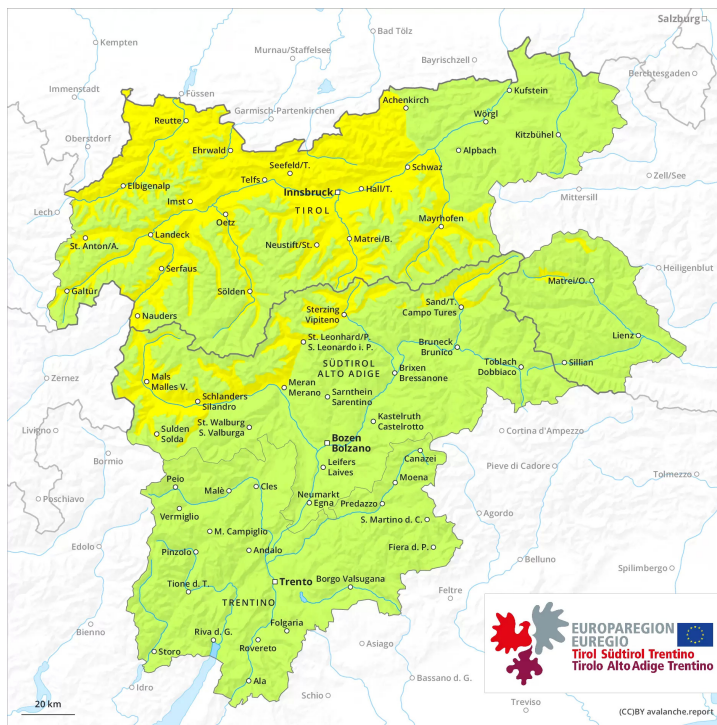 Salzburg
Kempten
Bad Tölz
Murnau/Staffelsee
Bayrischzell
Berchtesgaden
Immenstadt
Füssen
Garmisch-Partenkirchen
Achenkirch
Kufstein
Reutte
Wörgl
Oberstdorf
Ehrwald
Kitzbühel
Seefeld/T.
Alpbach
Schwaz
Telfs
Zell/See
Elbigenalp
Innsbruck
Hall/T.
Mittersill
Imst
TIROL
Lech
Oetz
Mayrhofen
St. Anton/A.
Landeck
Neustift/St.
Matrei/B.
Serfaus
Heiligenblut
Galtür
Sölden
Matrei/O.
Nauders
Sterzing
Vipiteno
Sand/T.
Campo Tures
Lienz
St. Leonhard/P.
S. Leonardo i. P.
Bruneck
Brunico
SÜDTIROL
ALTO ADIGE
Toblach
Dobbiaco
Sillian
Zernez
Mals
Malles V.
Meran
Merano
Brixen
Bressanone
Schlanders
Silandro
Sarnthein
Sarentino
St. Walburg
S. Valburga
Kastelruth
Castelrotto
Livigno
Sulden
Solda
Cortina d'Ampezzo
Bozen
Bolzano
Bormio
Canazei
Pieve di Cadore
Leifers
Laives
Tolmezzo
Peio
Moena
Poschiavo
Malè
Cles
Neumarkt
Egna
Predazzo
Vermiglio
Agordo
S. Martino d. C.
M. Campiglio
Edolo
Pinzolo
Andalo
Fiera d. P.
Belluno
Spilimbergo
Tione d. T.
Trento
Borgo Valsugana
Feltre
TRENTINO
Folgaria
Bienno
Riva d. G.
Rovereto
Asiago
Storo
Ala
Bassano d. G.
Idro
Schio
Treviso
EUROPAREGION
EUREGIO
Tirol Südtirol Trentino
Tirolo Alto Adige Trentino
20 km
(CC)BY avalanche.report